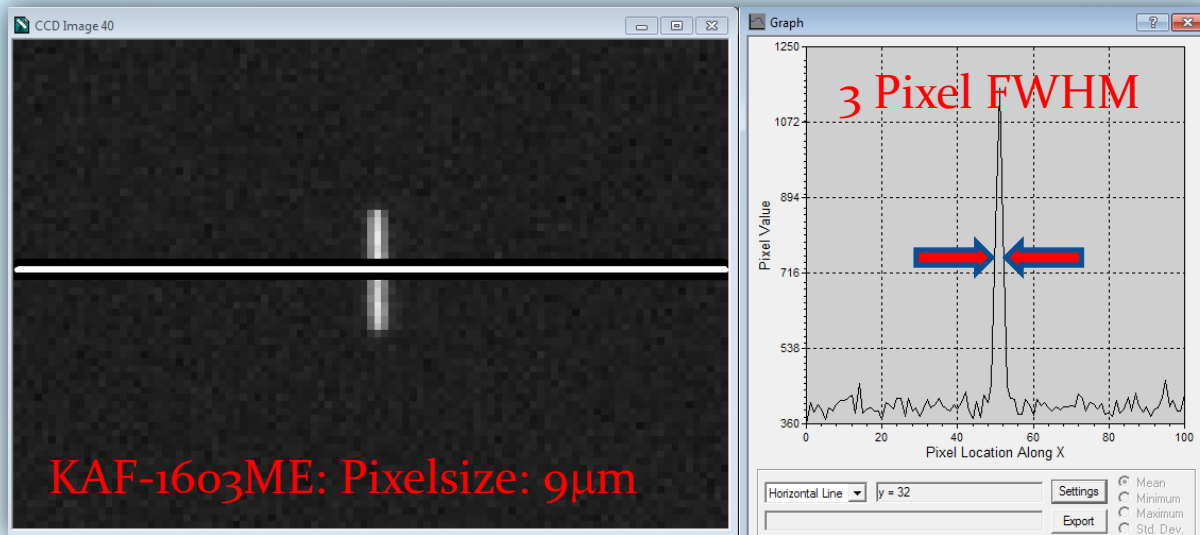 CCD Image 40
KAF-1603ME: Pixelsize: 9µm
Graph
?
3 Pixel FWHM
1250
1072
894
716
538
360
Pixel Value
0 20 40 60 80 100
Pixel Location Along X
Horizontal Line y = 32 Settings
Export
Mean
Minimum
Maximum
Std. Dev.